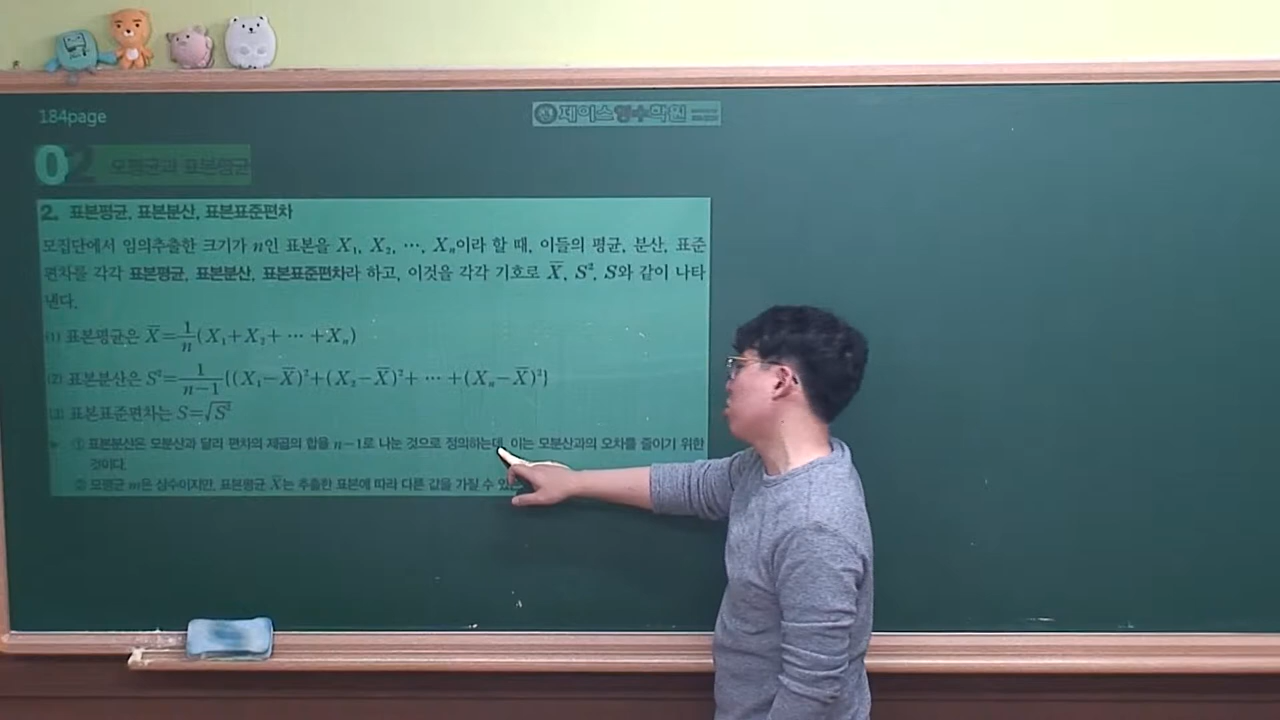 184page
제이스영수학원
02 모평균과 표본평균
2. 표본평균, 표본분산, 표본표준편차
모집단에서 임의추출한 크기가 n인 표본을 X₁, X₂, ⋯, Xₙ이라 할 때, 이들의 평균, 분산, 표준
편차를 각각 표본평균, 표본분산, 표본표준편차라 하고, 이것을 각각 기호로 X̄, S², S와 같이 나타
낸다.
(1) 표본평균은 X̄=1/n(X₁+X₂+ ⋯ +Xₙ)
(2) 표본분산은 S²=1/(n-1){(X₁-X̄)²+(X₂-X̄)²+ ⋯ +(Xₙ-X̄)²}
(3) 표본표준편차는 S=√S²
① 표본분산은 모분산과 달리 편차의 제곱의 합을 n-1로 나눈 것으로 정의하는데, 이는 모분산과의 오차를 줄이기 위한
것이다.
② 모평균 m은 상수이지만, 표본평균 X̄는 추출한 표본에 따라 다른 값을 가질 수 있